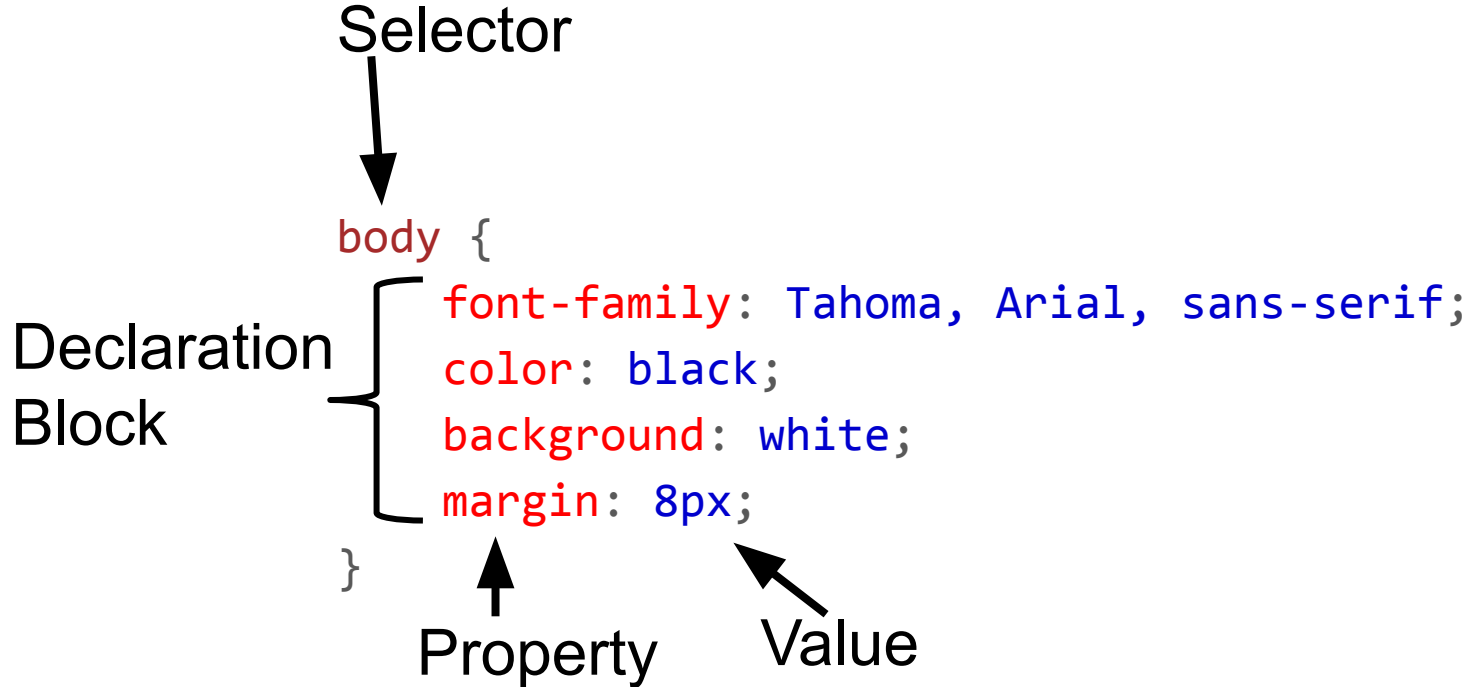 Selector
body {
font-family: Tahoma, Arial, sans-serif;
Declaration
Block
color: black;
background: white;
margin: 8px;
}
Property
Value